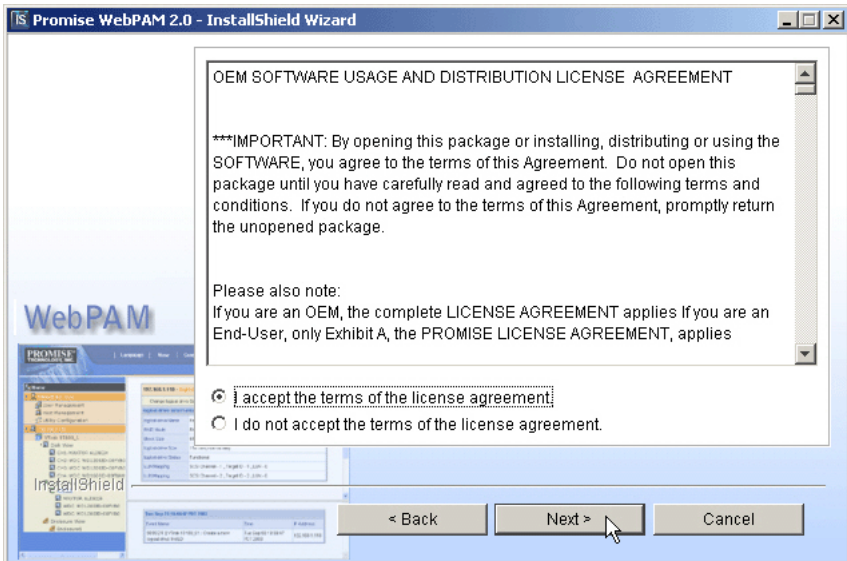 Promise WebPAM 2.0 - InstallShield Wizard
OEM SOFTWARE USAGE AND DISTRIBUTION LICENSE AGREEMENT
***IMPORTANT: By opening this package or installing, distributing or using the
SOFTWARE, you agree to the terms of this Agreement. Do not open this
package until you have carefully read and agreed to the following terms and
conditions. If you do not agree to the terms of this Agreement, promptly return
the unopened package.
Please also note:
If you are an OEM, the complete LICENSE AGREEMENT applies If you are an
End-User, only Exhibit A, the PROMISE LICENSE AGREEMENT, applies
I accept the terms of the license agreement.
I do not accept the terms of the license agreement.
WebPAM
PROMISE
InstallShield
< Back
Next >
Cancel